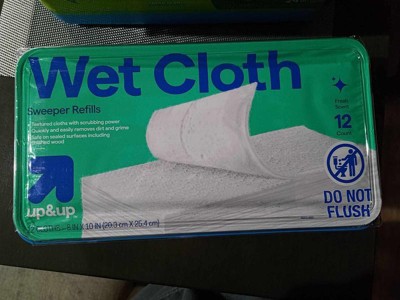 Wet Cloth
Sweeper Refills
• Textured cloths with scrubbing power
• Quickly and easily removes dirt and grime
• Safe on sealed surfaces including
finished wood
Fresh
Scent
12
Count
up&up
8 IN X 10 IN (20.3 cm X 25.4 cm)
DO NOT
FLUSH